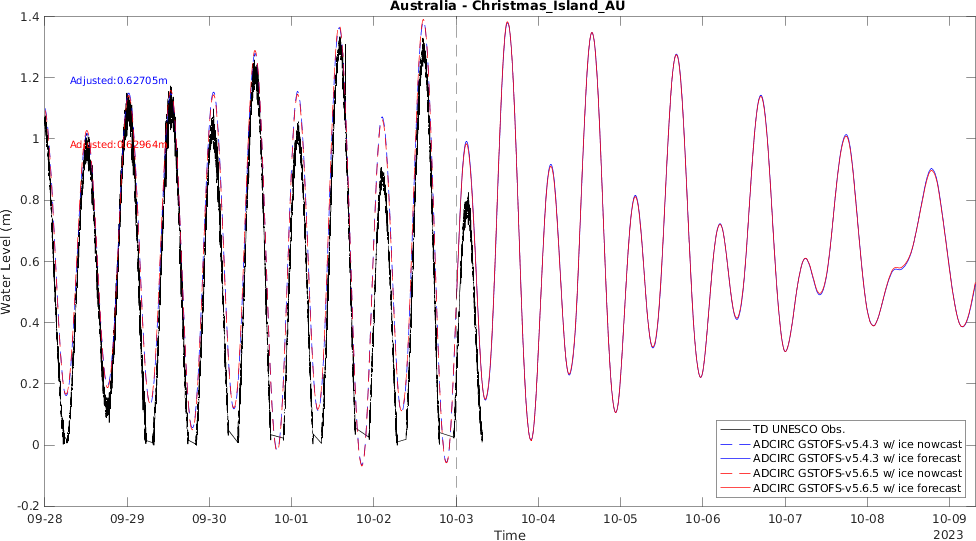 Australia - Christmas_Island_AU
1.4
1.2
1
0.8
0.6
0.4
0.2
0
-0.2
Water Level (m)
Adjusted:0.62705m
Adjusted:0.62964m
TD UNESCO Obs.
ADCIRC GSTOFS-v5.4.3 w/ ice nowcast
ADCIRC GSTOFS-v5.4.3 w/ ice forecast
ADCIRC GSTOFS-v5.6.5 w/ ice nowcast
ADCIRC GSTOFS-v5.6.5 w/ ice forecast
09-28 09-29 09-30 10-01 10-02 10-03 10-04 10-05 10-06 10-07 10-08 10-09
2023
Time